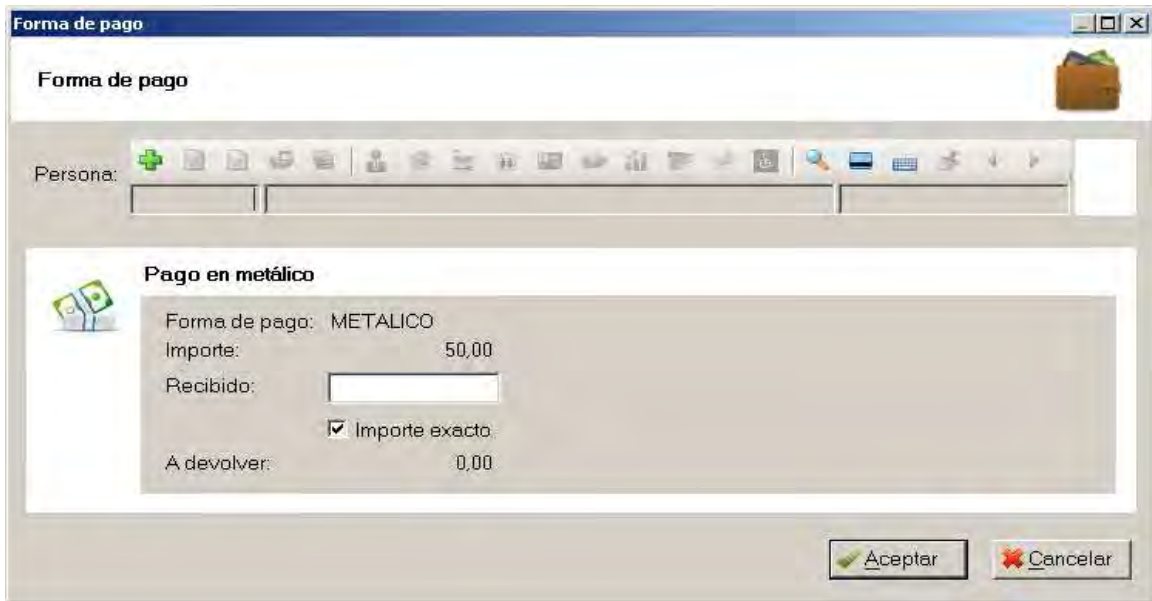 Forma de pago
Forma de pago
Persona:
Pago en metálico
Forma de pago: METALICO
Importe: 50,00
Recibido:
Importe exacto
A devolver: 0,00
Aceptar Cancelar